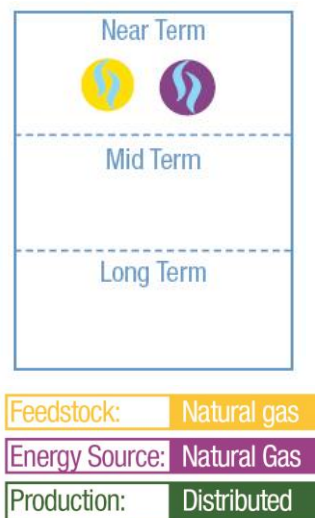 Near Term
Mid Term
Long Term
Feedstock: Natural gas
Energy Source: Natural Gas
Production: Distributed